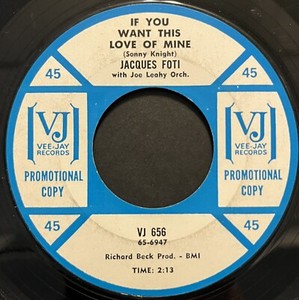 IF YOU
WANT THIS
LOVE OF MINE
(Sonny Knight)
JACQUES FOTI
with Joe Leahy Orch.
45
45
VJ
VEE-JAY
RECORDS
PROMOTIONAL
COPY
VJ
VEE-JAY
RECORDS
PROMOTIONAL
COPY
45
45
VJ 656
65-6947
Richard Beck Prod. - BMI
TIME: 2:13